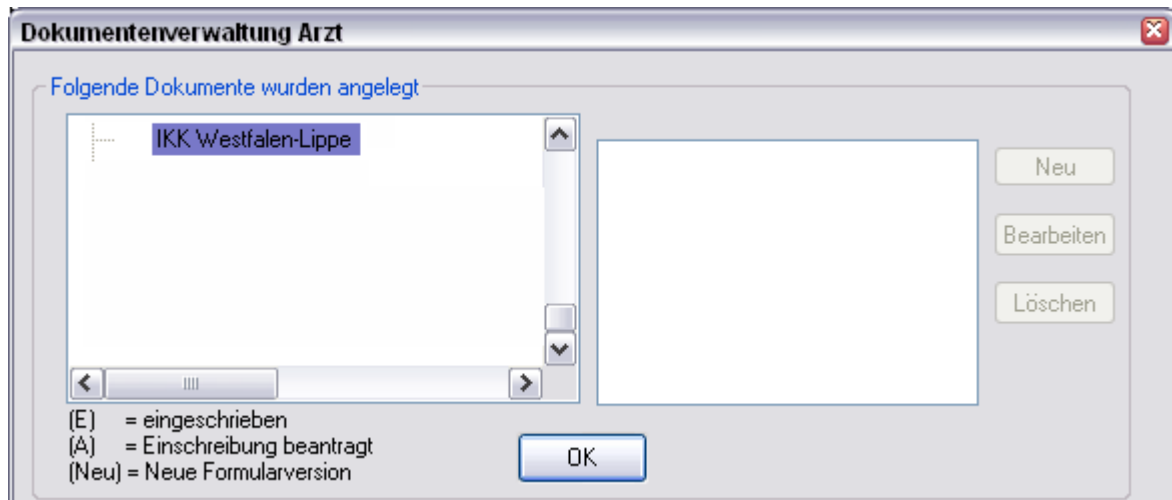 Dokumentenverwaltung Arzt
Folgende Dokumente wurden angelegt
IKK Westfalen-Lippe
Neu
Bearbeiten
Löschen
(E) = eingeschrieben
(A) = Einschreibung beantragt
(Neu) = Neue Formularversion
OK